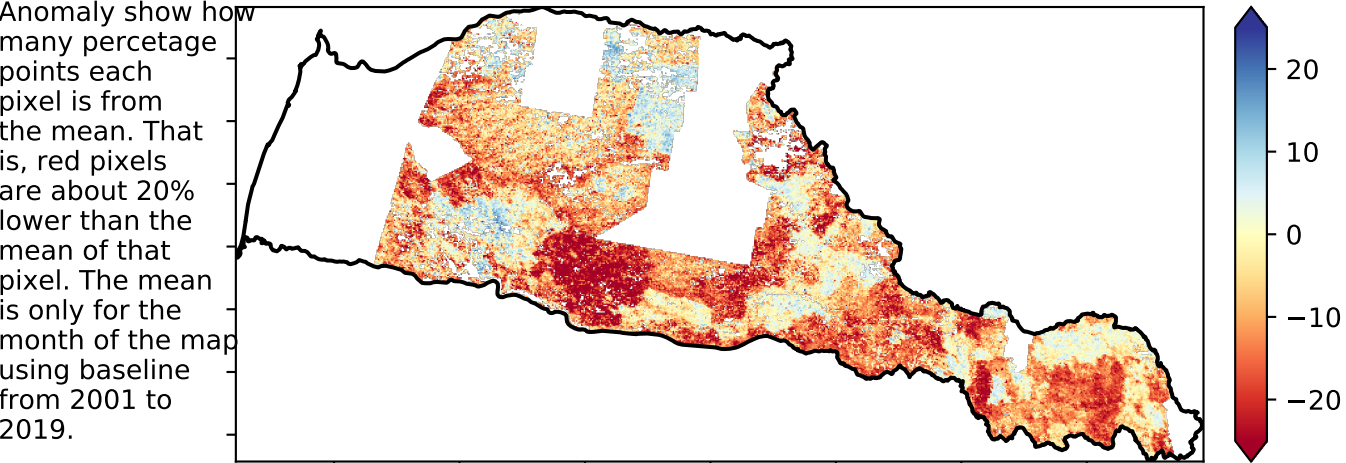 Anomaly show how
many percetage
points each
pixel is from
the mean. That
is, red pixels
are about 20%
lower than the
mean of that
pixel. The mean
is only for the
month of the map
using baseline
from 2001 to
2019.
20
10
0
−10
−20